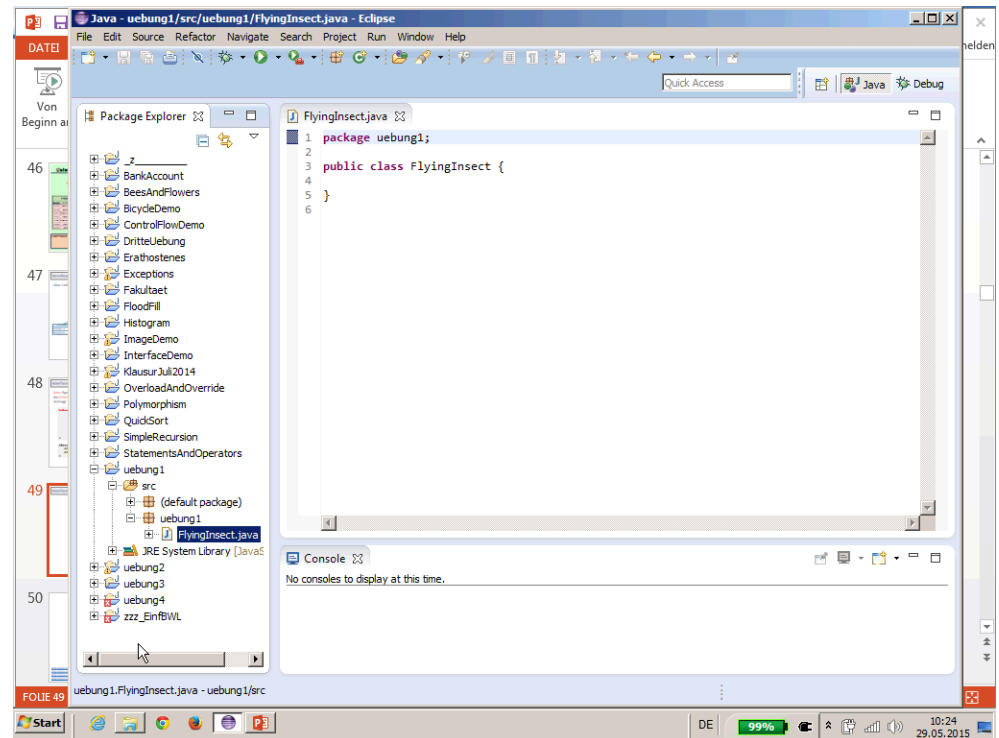 Java - uebung1/src/uebung1/FlyingInsect.java - Eclipse
File Edit Source Refactor Navigate Search Project Run Window Help
DATEI
nelden
Quick Access
Java
Debug
Von
Beginn a
Package Explorer
_z_________
BankAccount
BeesAndFlowers
BicycleDemo
ControlFlowDemo
DritteUebung
Erathostenes
Exceptions
Fakultaet
FloodFill
Histogram
ImageDemo
InterfaceDemo
KlausurJuli2014
OverloadAndOverride
Polymorphism
QuickSort
SimpleRecursion
StatementsAndOperators
uebung1
src
(default package)
uebung1
FlyingInsect.java
JRE System Library [JavaS
uebung2
uebung3
uebung4
zzz_EinfBWL
46
47
48
49
50
FlyingInsect.java
1 package uebung1;
2
3 public class FlyingInsect {
4
5 }
6
Console
No consoles to display at this time.
uebung1.FlyingInsect.java - uebung1/src
FOLIE 49
Start
DE
99%
10:24
29.05.2015